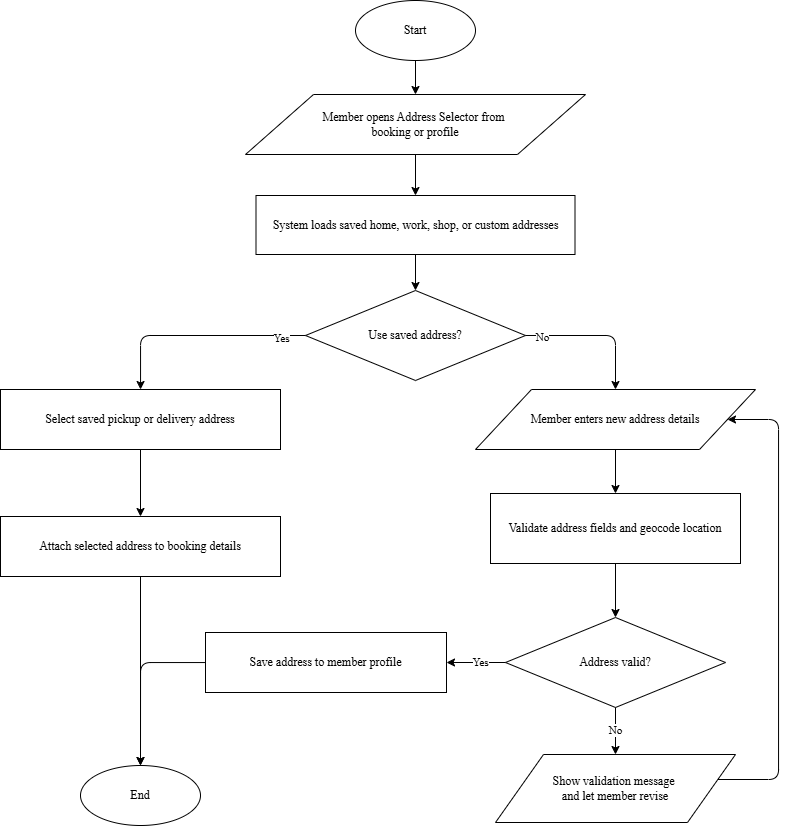 Start
Member opens Address Selector from
booking or profile
System loads saved home, work, shop, or custom addresses
Use saved address?
Yes
No
Select saved pickup or delivery address
Member enters new address details
Attach selected address to booking details
Validate address fields and geocode location
Save address to member profile
Yes
Address valid?
No
End
Show validation message
and let member revise